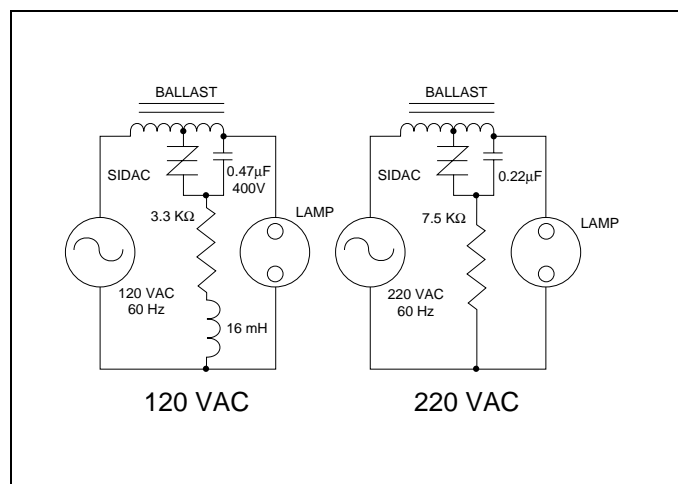 BALLAST
SIDAC
0.47μF
400V
3.3 KΩ
LAMP
120 VAC
60 Hz
16 mH
120 VAC
BALLAST
SIDAC
0.22μF
7.5 KΩ
LAMP
220 VAC
60 Hz
220 VAC